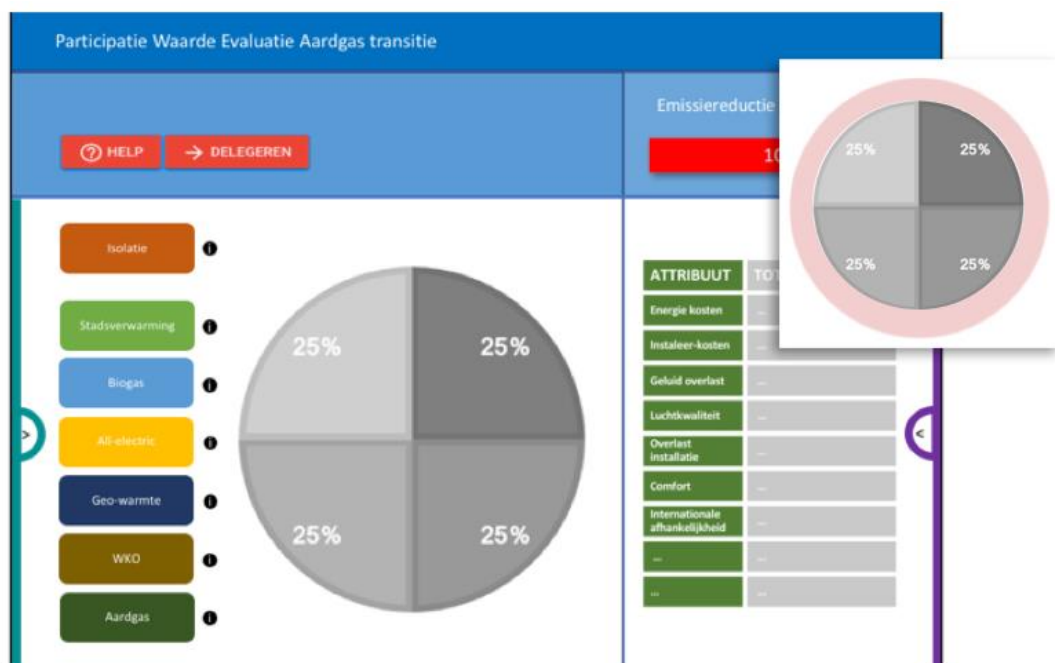 Participatie Waarde Evaluatie Aardgas transitie
Emissiereductie
HELP
DELEGEREN
10
Isolatie
Stadsverwarming
Biogas
All-electric
Geo-warmte
WKO
Aardgas
25%
25%
25%
25%
ATTRIBUUT
TOT
Energie kosten
...
Instaleer-kosten
...
Geluid overlast
...
Luchtkwaliteit
...
Overlast
installatie
...
Comfort
...
Internationale
afhankelijkheid
...
...
...
...
...
25%
25%
25%
25%
>
<